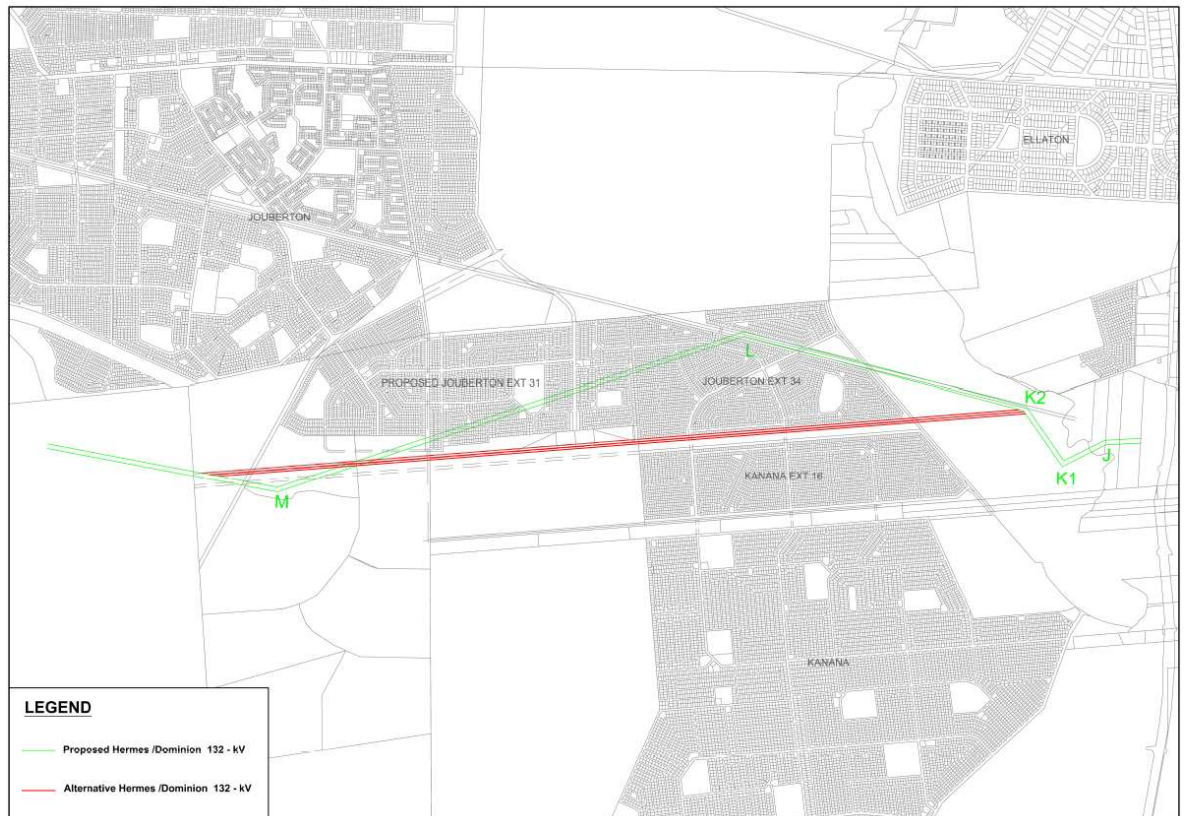 ELLATON
JOUBERTON
L
PROPOSED JOUBERTON EXT 31
JOUBERTON EXT 34
K2
J
KANANA EXT 16
K1
M
KANANA
LEGEND
Proposed Hermes /Dominion 132 - kV
Alternative Hermes /Dominion 132 - kV